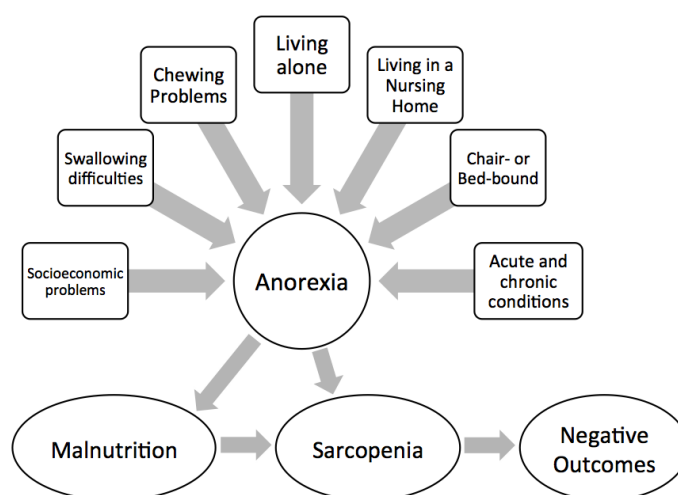 Living
alone
Chewing
Problems
Living in a
Nursing
Home
Swallowing
difficulties
Chair- or
Bed-bound
Socioeconomic
problems
Anorexia
Acute and
chronic
conditions
Malnutrition
Sarcopenia
Negative
Outcomes